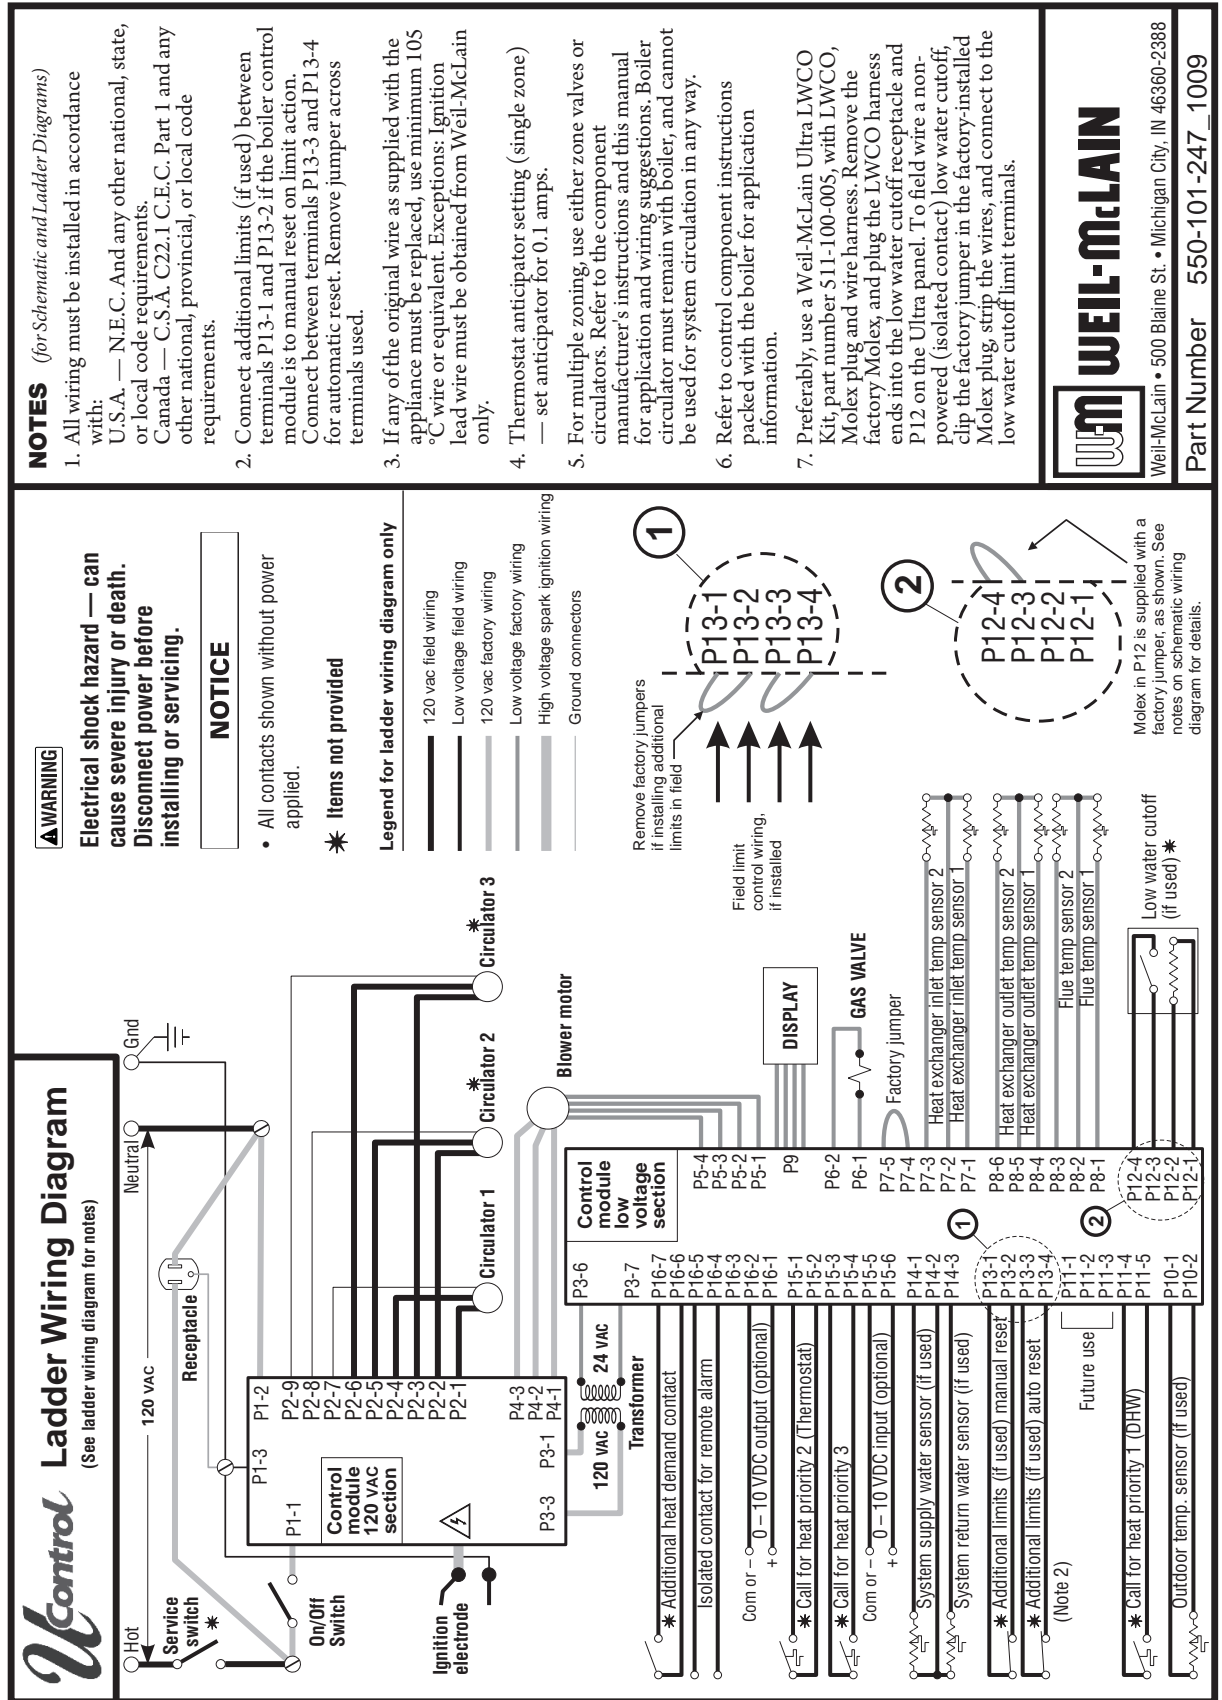 UControl
Ladder Wiring Diagram
(See ladder wiring diagram for notes)
Hot
120 VAC
Neutral
Gnd
Service
switch
Receptacle
On/Off
Switch
P1-1
P1-3
P1-2
P2-9
P2-8
P2-7
P2-6
P2-5
P2-4
P2-3
P2-2
P2-1
P4-3
P4-2
P4-1
Control
module
120 VAC
section
P3-3
P3-1
Ignition
electrode
Circulator 1
Circulator 2
Circulator 3
Blower motor
120 VAC
24 VAC
Transformer
P3-6
P3-7
Control
module
low
voltage
section
P16-7
P16-6
P16-5
P16-4
P16-3
P16-2
P16-1
P15-1
P15-2
P15-3
P15-4
P15-5
P15-6
P14-1
P14-2
P14-3
P13-1
P13-2
P13-3
P13-4
P11-1
P11-2
P11-3
P11-4
P11-5
P10-1
P10-2
Additional heat demand contact
Isolated contact for remote alarm
Com or –
0 – 10 VDC output (optional)
+
Call for heat priority 2 (Thermostat)
Call for heat priority 3
Com or –
0 – 10 VDC input (optional)
+
System supply water sensor (if used)
System return water sensor (if used)
Additional limits (if used) manual reset
Additional limits (if used) auto reset
(Note 2)
Future use
Call for heat priority 1 (DHW)
Outdoor temp. sensor (if used)
1
2
P5-4
P5-3
P5-2
P5-1
P9
P6-2
P6-1
P7-5
P7-4
P7-3
P7-2
P7-1
P8-6
P8-5
P8-4
P8-3
P8-2
P8-1
P12-4
P12-3
P12-2
P12-1
DISPLAY
GAS VALVE
Factory jumper
Heat exchanger inlet temp sensor 2
Heat exchanger inlet temp sensor 1
Heat exchanger outlet temp sensor 2
Heat exchanger outlet temp sensor 1
Flue temp sensor 2
Flue temp sensor 1
Low water cutoff
(if used)
WARNING
Electrical shock hazard — can
cause severe injury or death.
Disconnect power before
installing or servicing.
NOTICE
• All contacts shown without power
applied.
Items not provided
Legend for ladder wiring diagram only
120 vac field wiring
Low voltage field wiring
120 vac factory wiring
Low voltage factory wiring
High voltage spark ignition wiring
Ground connectors
Remove factory jumpers
if installing additional
limits in field
Field limit
control wiring,
if installed
P13-1
P13-2
P13-3
P13-4
1
P12-4
P12-3
P12-2
P12-1
2
Molex in P12 is supplied with a
factory jumper, as shown. See
notes on schematic wiring
diagram for details.
NOTES (for Schematic and Ladder Diagrams)
1. All wiring must be installed in accordance
with:
U.S.A. — N.E.C. And any other national, state,
or local code requirements.
Canada — C.S.A. C22.1 C.E.C. Part 1 and any
other national, provincial, or local code
requirements.
2. Connect additional limits (if used) between
terminals P13-1 and P13-2 if the boiler control
module is to manual reset on limit action.
Connect between terminals P13-3 and P13-4
for automatic reset. Remove jumper across
terminals used.
3. If any of the original wire as supplied with the
appliance must be replaced, use minimum 105
°C wire or equivalent. Exceptions: Ignition
lead wire must be obtained from Weil-McLain
only.
4. Thermostat anticipator setting (single zone)
— set anticipator for 0.1 amps.
5. For multiple zoning, use either zone valves or
circulators. Refer to the component
manufacturer's instructions and this manual
for application and wiring suggestions. Boiler
circulator must remain with boiler, and cannot
be used for system circulation in any way.
6. Refer to control component instructions
packed with the boiler for application
information.
7. Preferably, use a Weil-McLain Ultra LWCO
Kit, part number 511-100-005, with LWCO,
Molex plug and wire harness. Remove the
factory Molex, and plug the LWCO harness
ends into the low water cutoff receptacle and
P12 on the Ultra panel. To field wire a non-
powered (isolated contact) low water cutoff,
clip the factory jumper in the factory-installed
Molex plug, strip the wires, and connect to the
low water cutoff limit terminals.
WM WEIL-McLAIN
Weil-McLain • 500 Blaine St. • Michigan City, IN 46360-2388
Part Number 550-101-247_1009